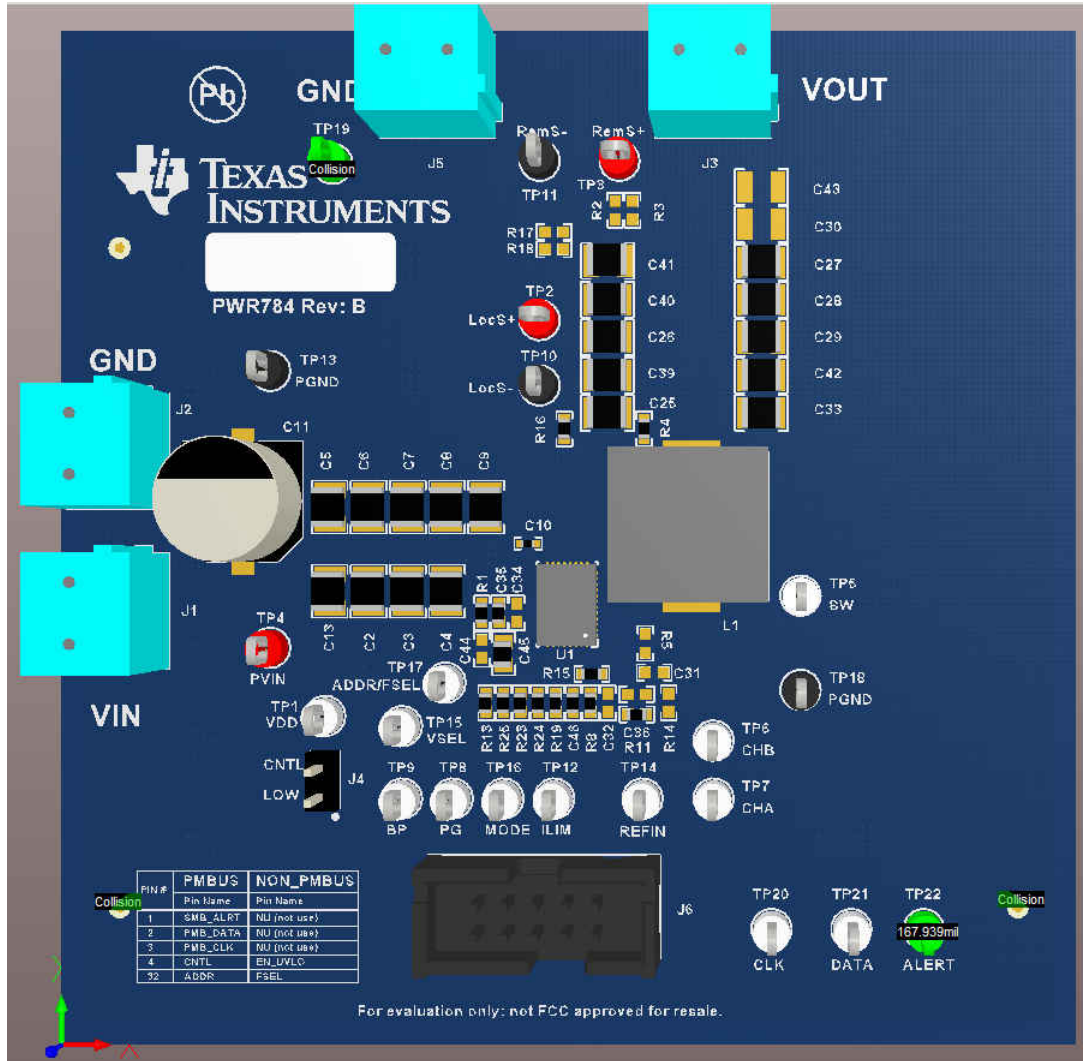 Pb
GND
VOUT
TP19
Collision
RemS-
RemS+
J5
J3
TEXAS
INSTRUMENTS
TP11
TP3
R2
R3
C43
C30
R17
R18
C41
C27
PWR784 Rev: B
TP2
LocS+
C40
C28
C26
C29
GND
TP13
PGND
TP10
LocS-
C39
C42
C25
C33
J2
C11
R16
R4
C5
C6
C7
C8
C9
C10
J1
R1
C35
C34
TP5
SW
TP4
PVIN
C13
C2
C3
C4
C44
C45
U1
L1
R5
TP17
ADDR/FSEL
R15
C31
TP18
PGND
VIN
TP1
VDD
TP15
VSEL
R13
R25
R23
R24
R19
C46
R8
C32
C36
R11
R14
TP6
CHB
CNTL
LOW
J4
TP9
TP8
TP16
TP12
TP14
TP7
CHA
BP
PG
MODE
ILIM
REFIN
PIN # PMBUS NON_PMBUS
Pin Name Pin Name
1 SMB_ALRT NU (not use)
2 PMB_DATA NU (not use)
3 PMB_CLK NU (not use)
4 CNTL EN_UVLO
32 ADDR FSEL
Collision
J6
TP20
TP21
TP22
Collision
167.939mil
CLK
DATA
ALERT
For evaluation only; not FCC approved for resale.